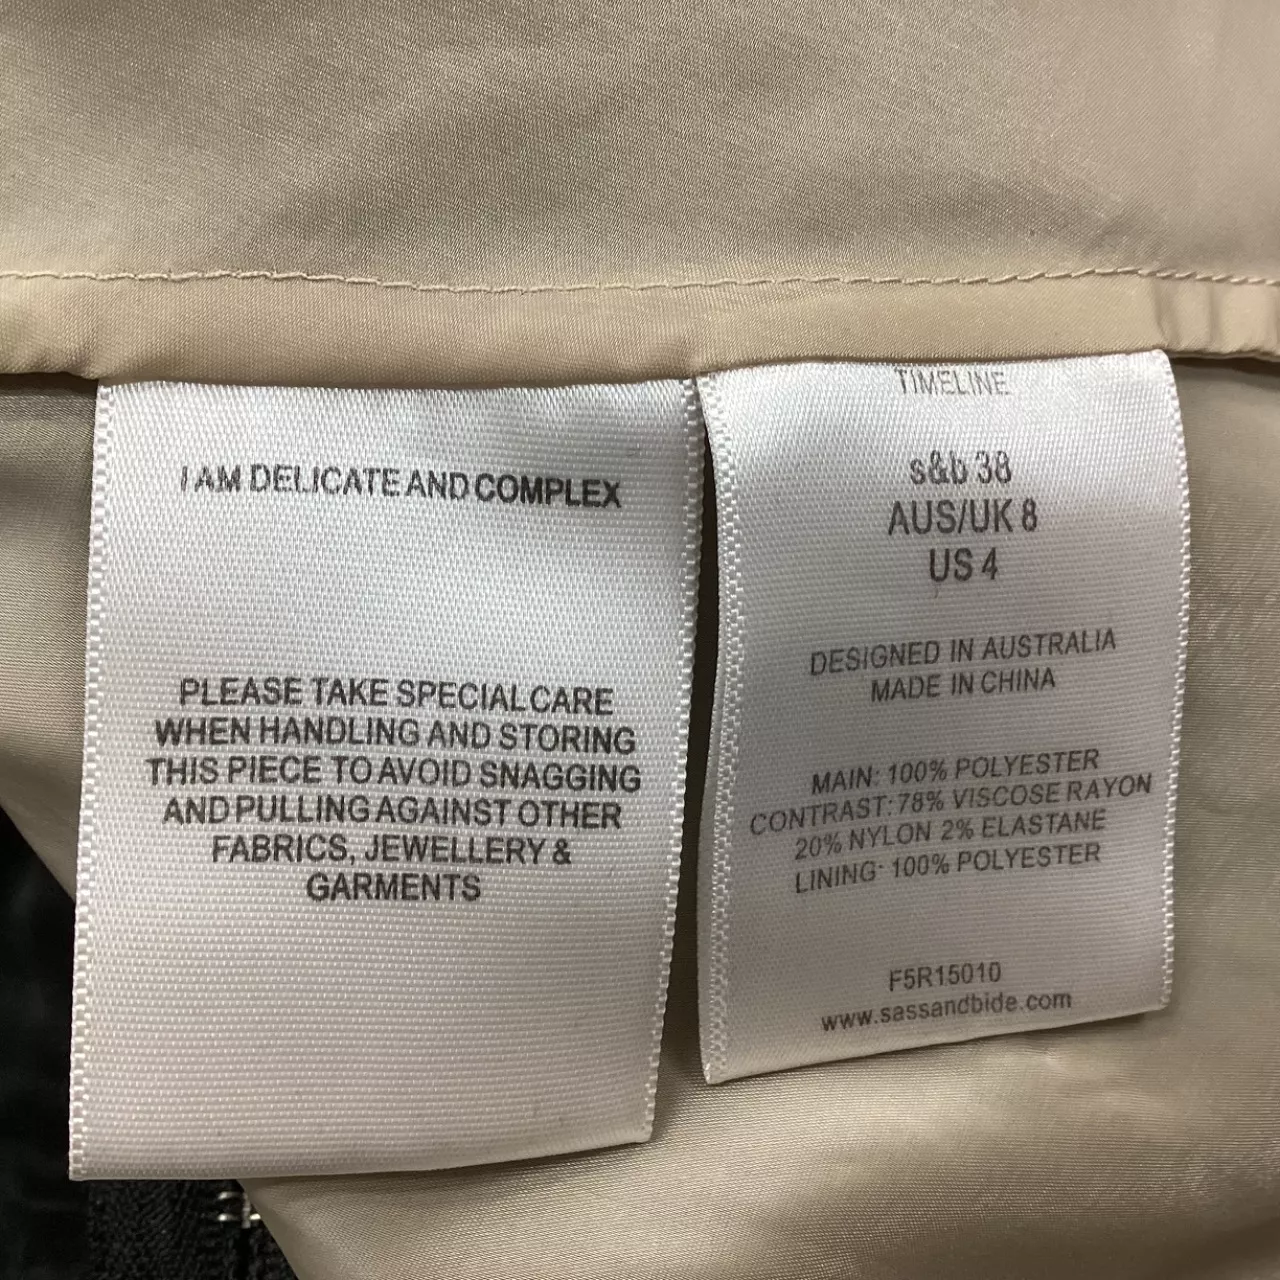 I AM DELICATE AND COMPLEX
PLEASE TAKE SPECIAL CARE
WHEN HANDLING AND STORING
THIS PIECE TO AVOID SNAGGING
AND PULLING AGAINST OTHER
FABRICS, JEWELLERY &
GARMENTS
TIMELINE
s&b 38
AUS/UK 8
US 4
DESIGNED IN AUSTRALIA
MADE IN CHINA
MAIN: 100% POLYESTER
CONTRAST: 78% VISCOSE RAYON
20% NYLON 2% ELASTANE
LINING: 100% POLYESTER
F5R15010
www.sassandbide.com